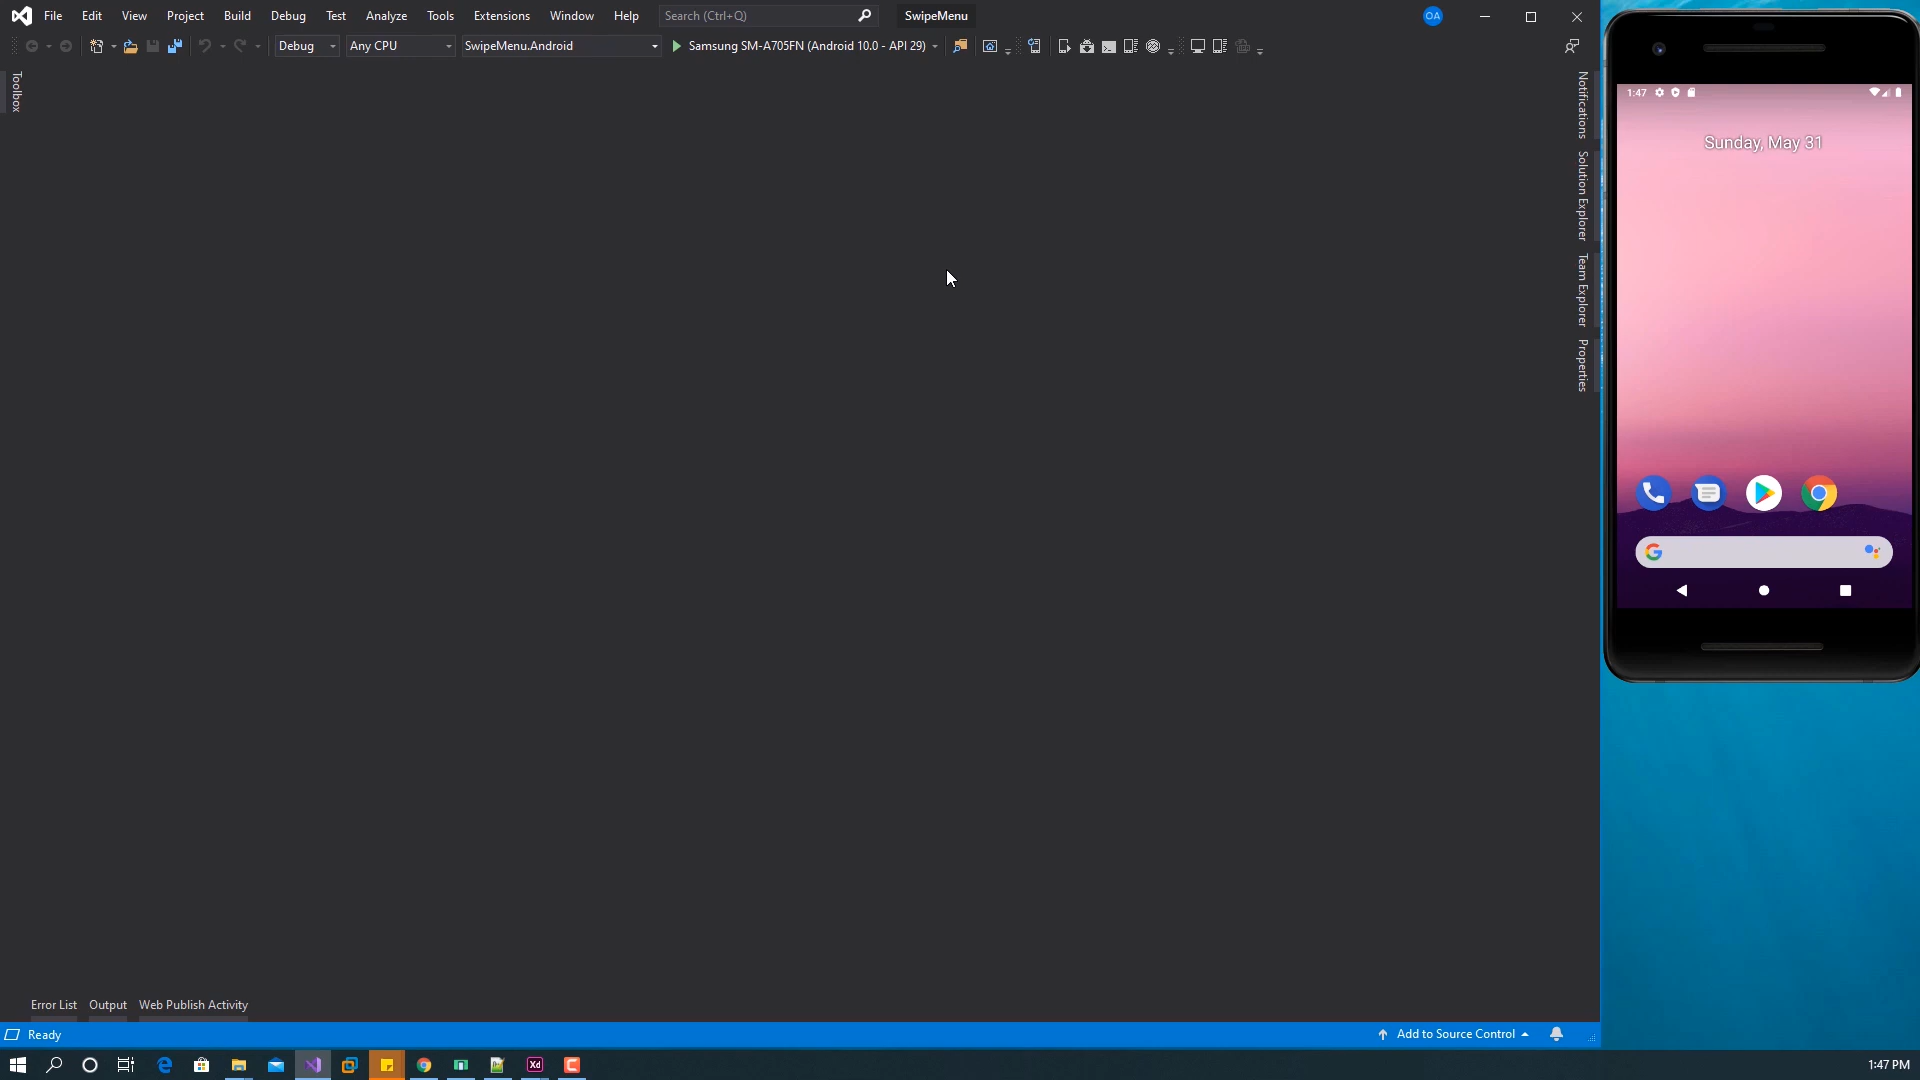 File Edit View Project Build Debug Test Analyze Tools Extensions Window Help Search (Ctrl+Q) SwipeMenu OA
Debug Any CPU SwipeMenu.Android Samsung SM-A705FN (Android 10.0 - API 29)
Toolbox
Notifications
Solution Explorer
Team Explorer
Properties
1:47
Sunday, May 31
Error List Output Web Publish Activity
Ready Add to Source Control
Xd
1:47 PM